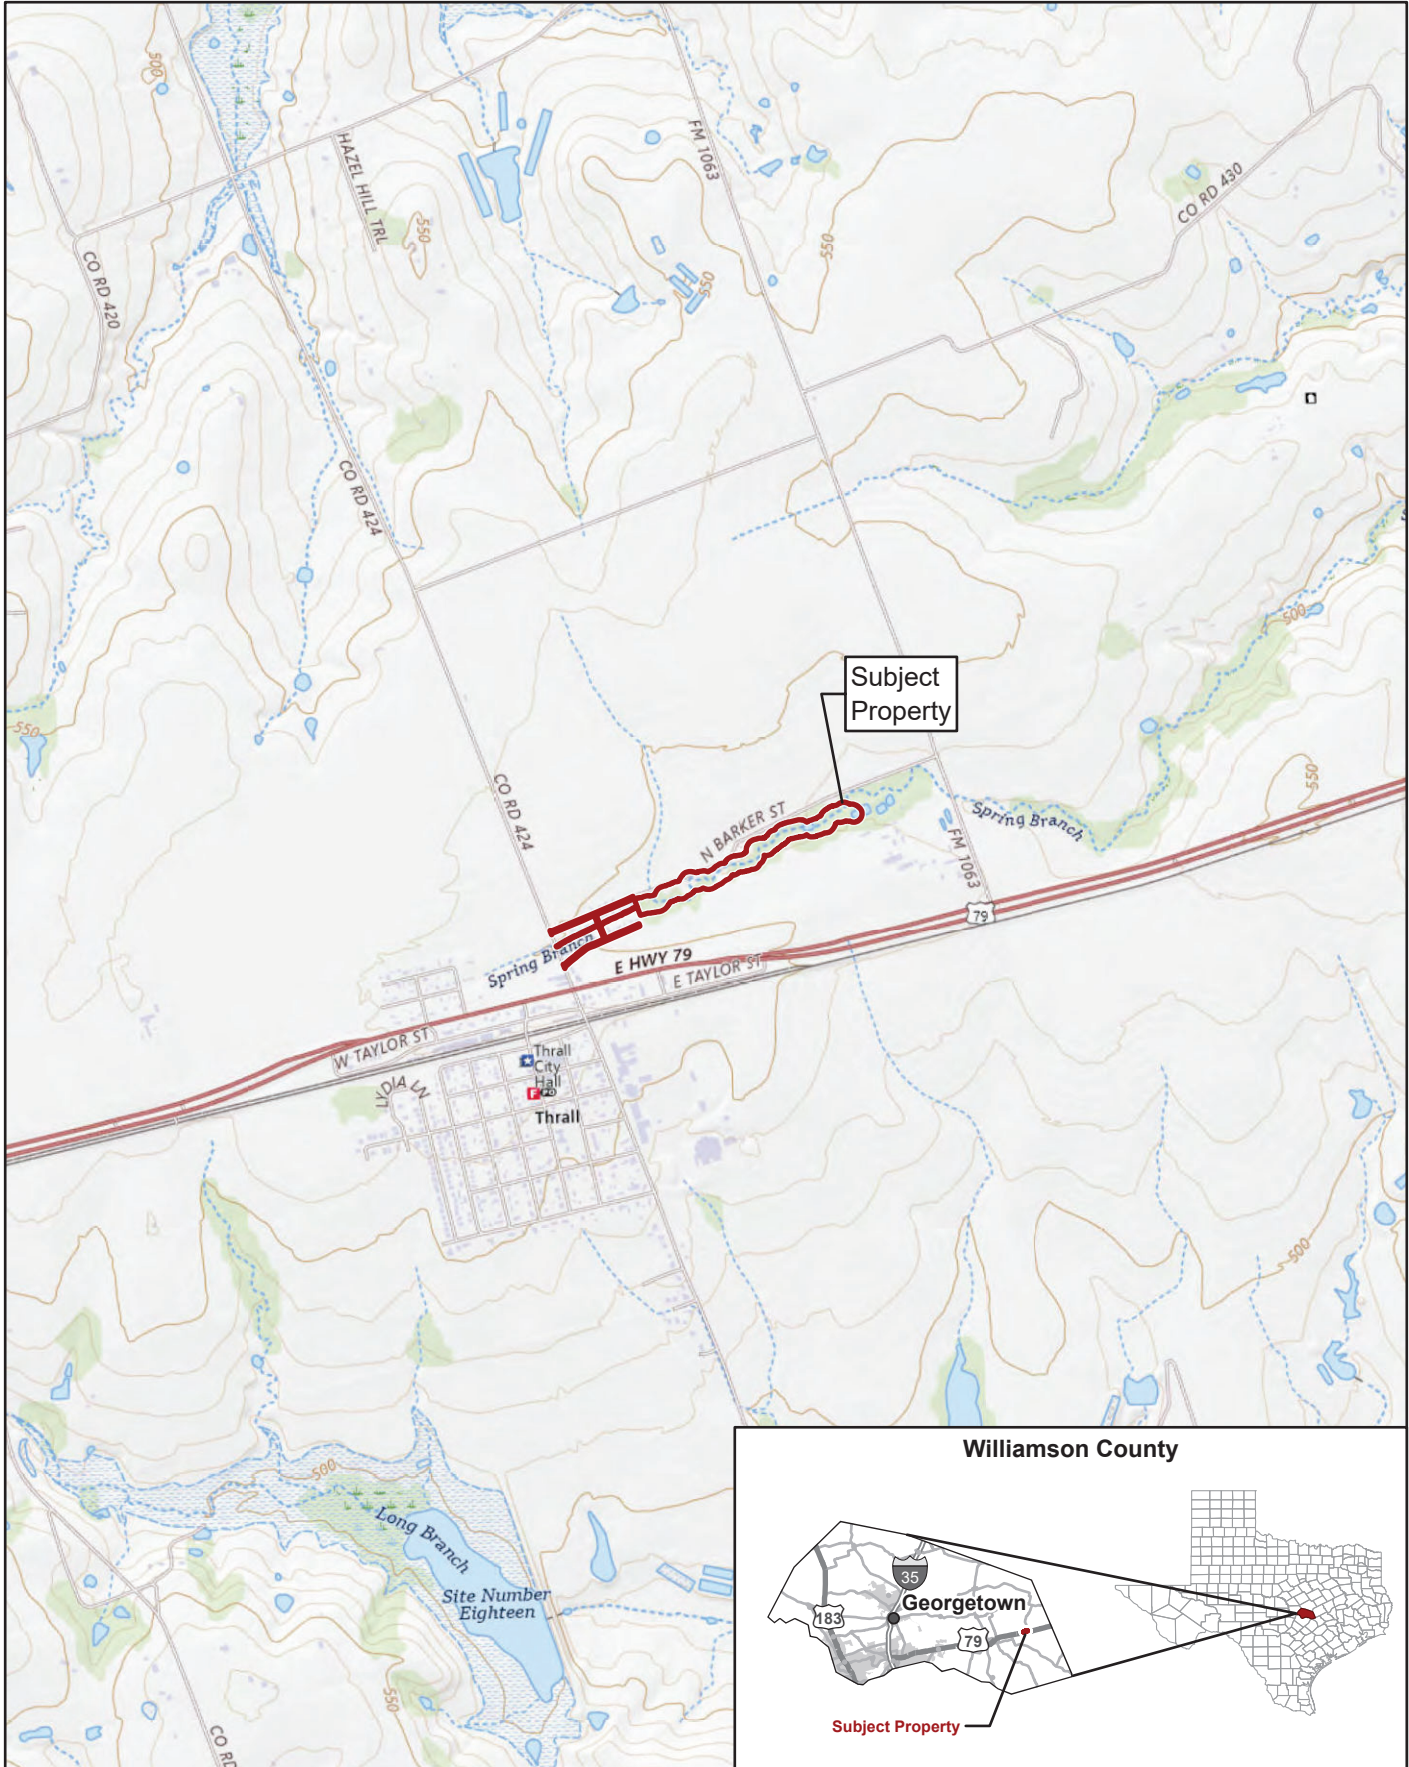 500
HAZEL HILL TRL
FM 1063
CO RD 430
550
550
550
CO RD 420
CO RD 424
500
Subject
Property
550
550
CO RD 424
N BARKER ST
Spring Branch
FM 1063
79
Spring Branch
E HWY 79
E TAYLOR ST
W TAYLOR ST
Thrall
City
Hall
F
PO
LYDIA LN
Thrall
500
500
Long Branch
Site Number
Eighteen
550
CO RD
Williamson County
35
Georgetown
183
79
Subject Property